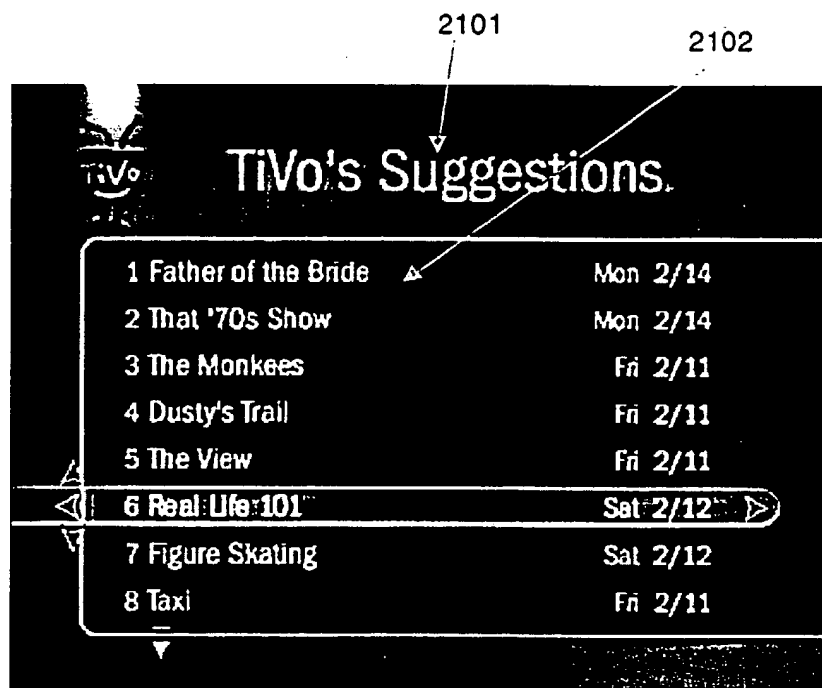 2101
2102
TiVo
TiVo's Suggestions
1 Father of the Bride Mon 2/14
2 That '70s Show Mon 2/14
3 The Monkees Fri 2/11
4 Dusty's Trail Fri 2/11
5 The View Fri 2/11
6 Real Life 101 Sat 2/12
7 Figure Skating Sat 2/12
8 Taxi Fri 2/11